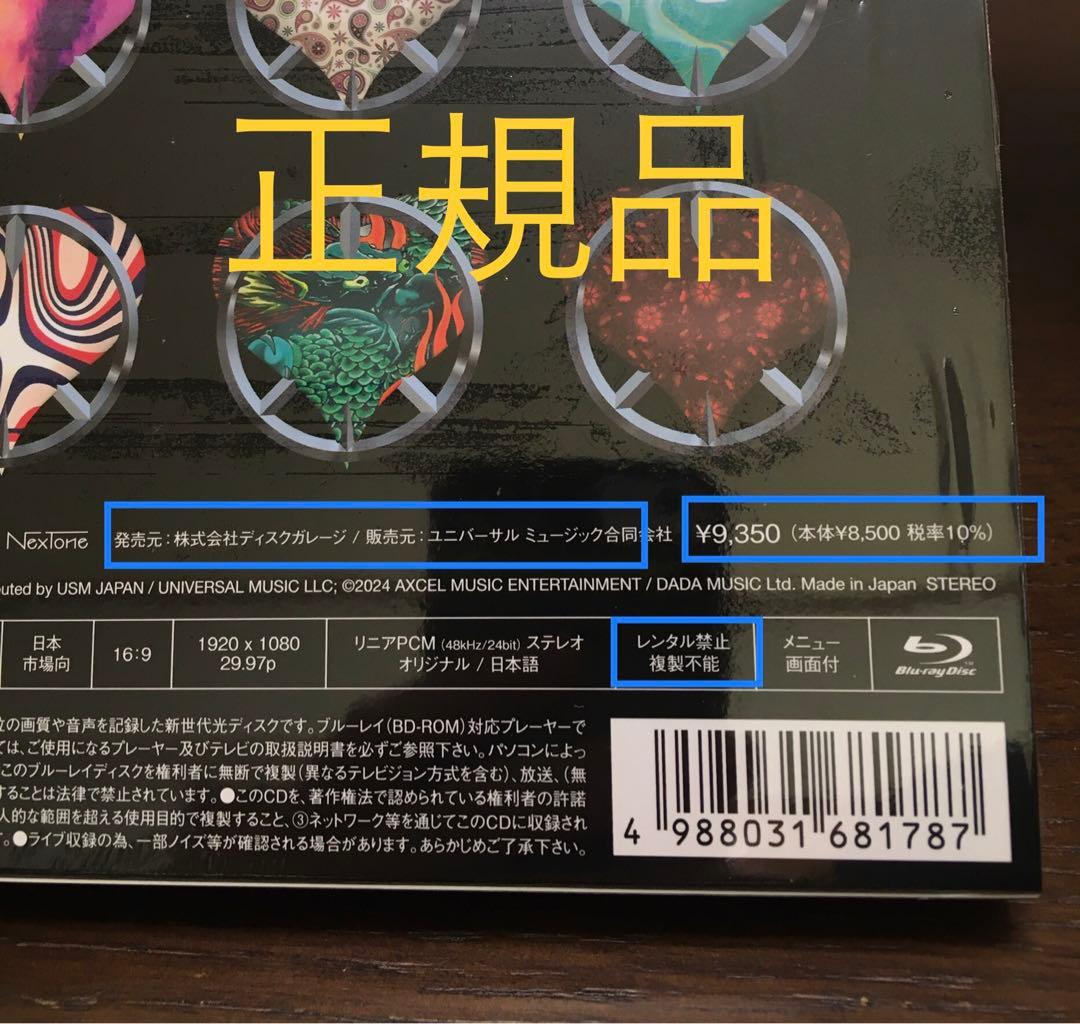 正規品
NexTone
発売元：株式会社ディスクガレージ / 販売元：ユニバーサル ミュージック合同会社
¥9,350（本体¥8,500 税率10%）
by USM JAPAN / UNIVERSAL MUSIC LLC; ©2024 AXCEL MUSIC ENTERTAINMENT / DADA MUSIC Ltd. Made in Japan STEREO
日本
市場向
16:9
1920 x 1080
29.97p
リニアPCM (48kHz/24bit) ステレオ
オリジナル / 日本語
レンタル禁止
複製不能
メニュー
画面付
Blu-ray Disc
の画質や音声を記録した新世代光ディスクです。ブルーレイ（BD-ROM）対応プレーヤーで
ては、ご使用になるプレーヤー及びテレビの取扱説明書を必ずご参照下さい。パソコンによっ
このブルーレイディスクを権利者に無断で複製（異なるテレビジョン方式を含む）、放送、（無
することは法律で禁止されています。●このCDを、著作権法で認められている権利者の許諾
人的な範囲を超える使用目的で複製すること、③ネットワーク等を通じてこのCDに収録され
。●ライブ収録の為、一部ノイズ等が確認される場合があります。あらかじめご了承下さい。
4 988031 681787